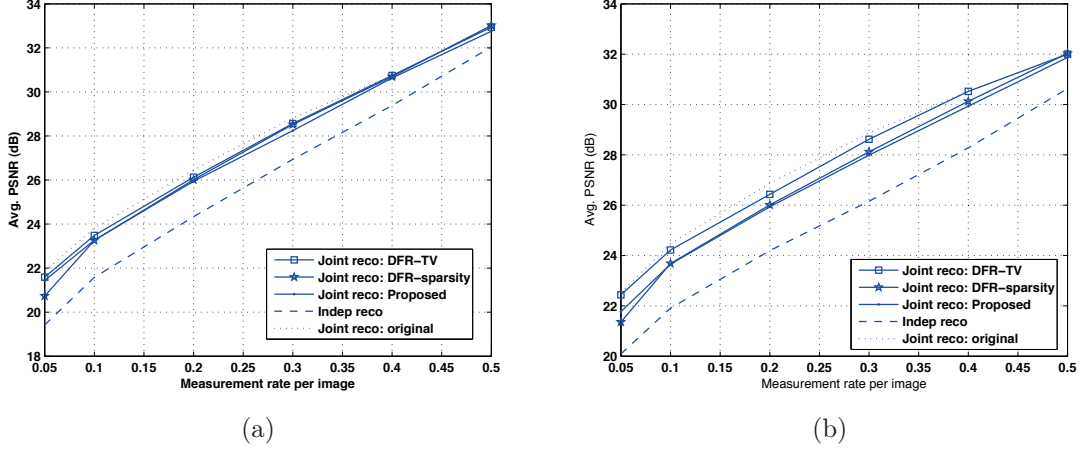 34
32
30
28
26
24
22
20
18
Avg. PSNR (dB)
0.05 0.1 0.15 0.2 0.25 0.3 0.35 0.4 0.45 0.5
Measurement rate per image
Joint reco: DFR−TV
Joint reco: DFR−sparsity
Joint reco: Proposed
Indep reco
Joint reco: original
(a)
34
32
30
28
26
24
22
20
Avg. PSNR (dB)
0.05 0.1 0.15 0.2 0.25 0.3 0.35 0.4 0.45 0.5
Measurement rate per image
Joint reco: DFR−TV
Joint reco: DFR−sparsity
Joint reco: Proposed
Indep reco
Joint reco: original
(b)